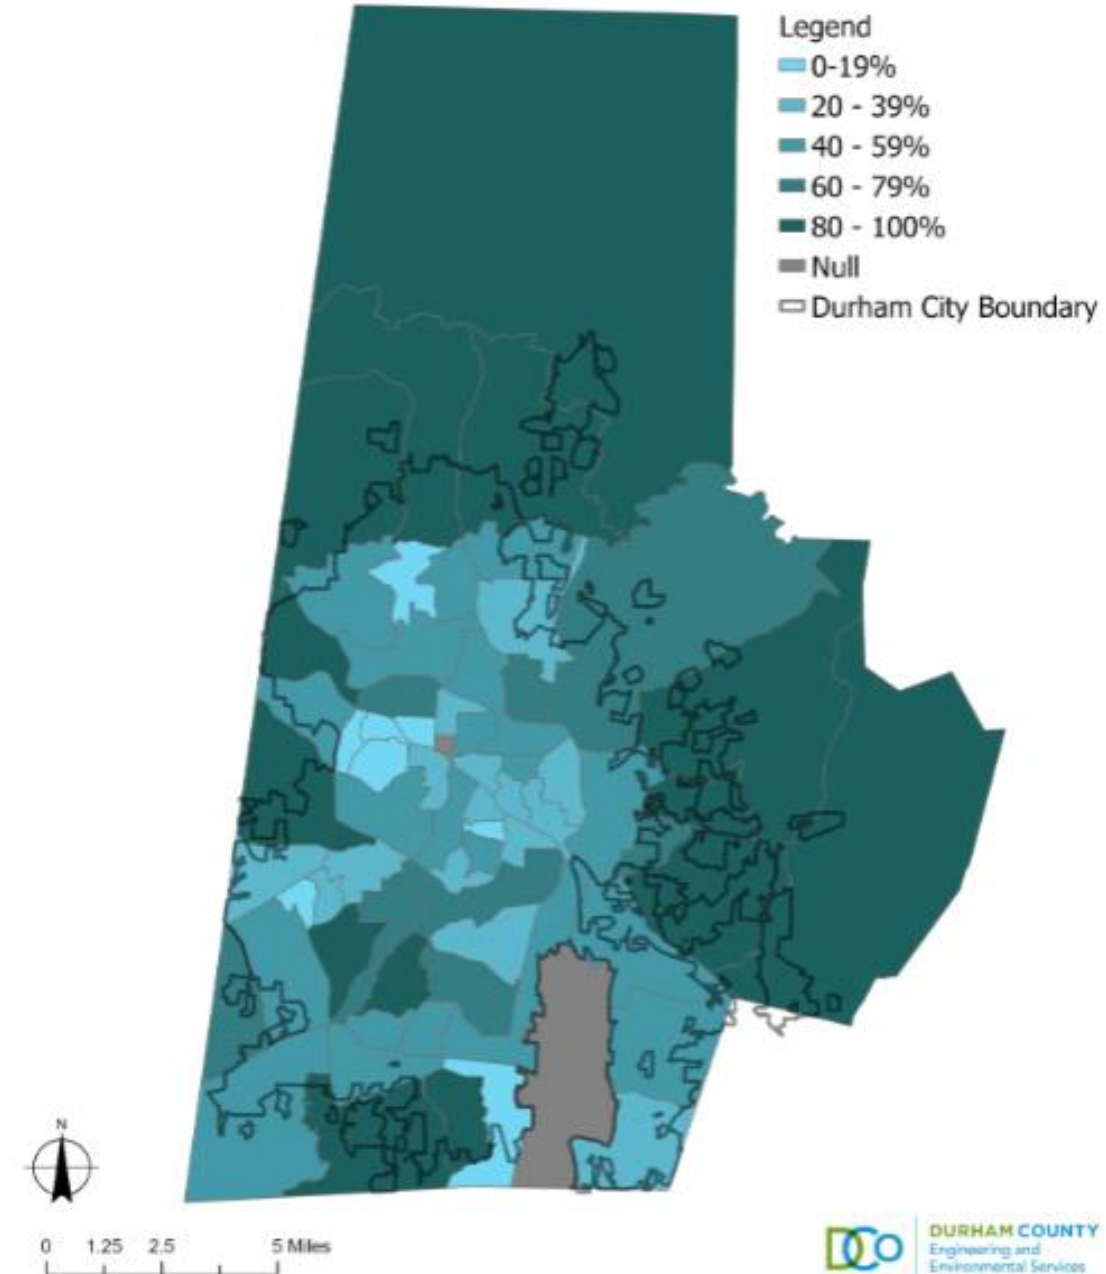 Legend
0-19%
20 - 39%
40 - 59%
60 - 79%
80 - 100%
Null
Durham City Boundary
N
0 1.25 2.5 5 Miles
DCO
DURHAM COUNTY
Engineering and
Environmental Services